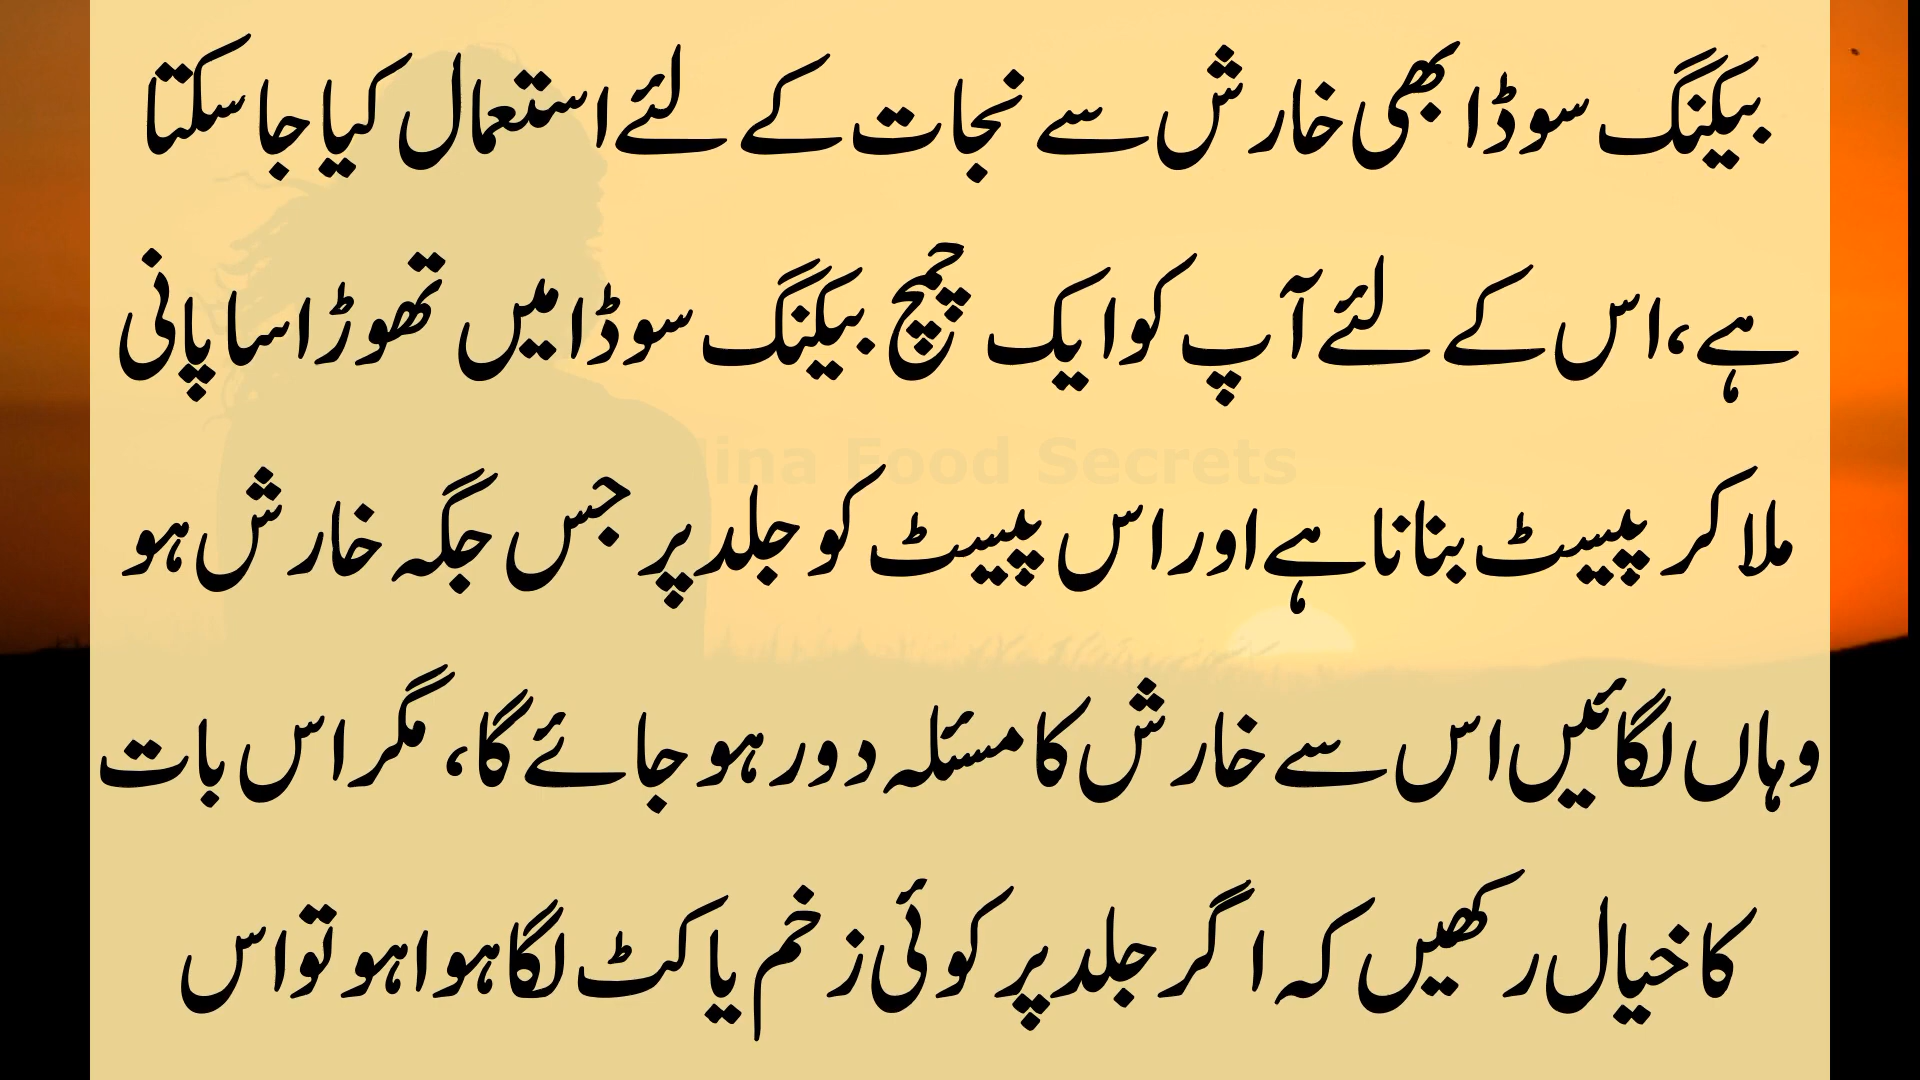 بیکنگ سوڈا بھی خارش سے نجات کے لئے استعمال کیا جا سکتا
ہے، اس کے لئے آپ کو ایک چمچ بیکنگ سوڈا میں تھوڑا سا پانی
ملا کر پیسٹ بنانا ہے اور اس پیسٹ کو جلد پر جس جگہ خارش ہو
وہاں لگائیں اس سے خارش کا مسئلہ دور ہو جائے گا، مگر اس بات
کا خیال رکھیں کہ اگر جلد پر کوئی زخم یا کٹ لگا ہوا ہو تو اس
Food Secrets